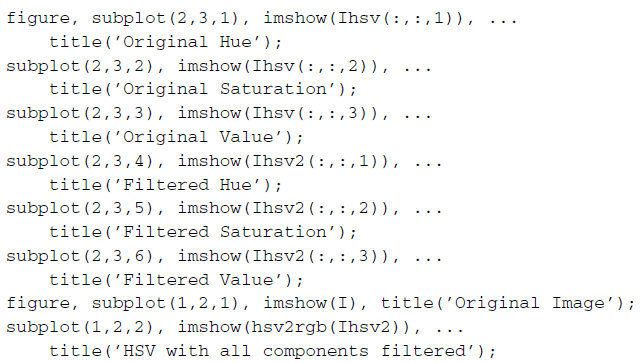 figure, subplot(2,3,1), imshow(Ihsv(:,:,1)), ...
    title(’Original Hue’);
subplot(2,3,2), imshow(Ihsv(:,:,2)), ...
    title(’Original Saturation’);
subplot(2,3,3), imshow(Ihsv(:,:,3)), ...
    title(’Original Value’);
subplot(2,3,4), imshow(Ihsv2(:,:,1)), ...
    title(’Filtered Hue’);
subplot(2,3,5), imshow(Ihsv2(:,:,2)), ...
    title(’Filtered Saturation’);
subplot(2,3,6), imshow(Ihsv2(:,:,3)), ...
    title(’Filtered Value’);
figure, subplot(1,2,1), imshow(I), title(’Original Image’);
subplot(1,2,2), imshow(hsv2rgb(Ihsv2)), ...
    title(’HSV with all components filtered’);